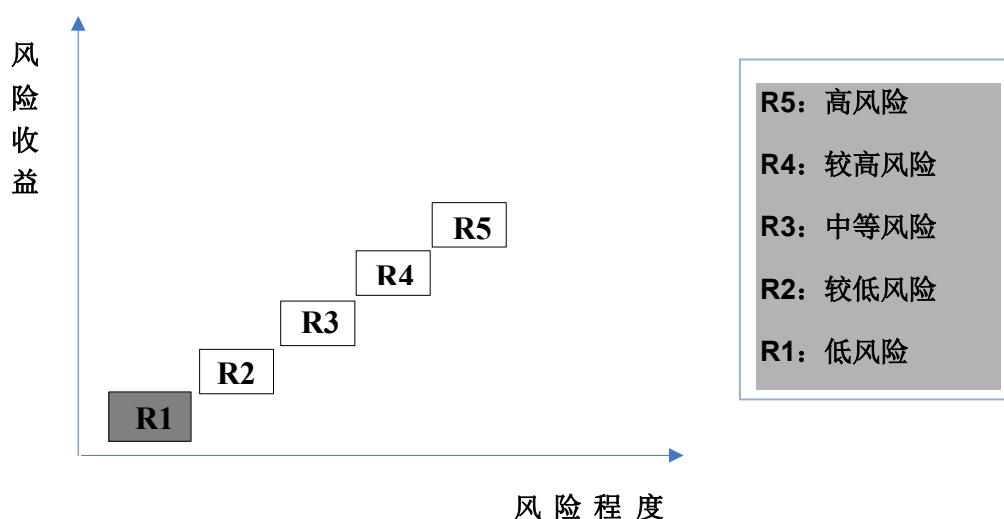 风
险
收
益
R5
R4
R3
R2
R1
风险程度
R5：高风险
R4：较高风险
R3：中等风险
R2：较低风险
R1：低风险